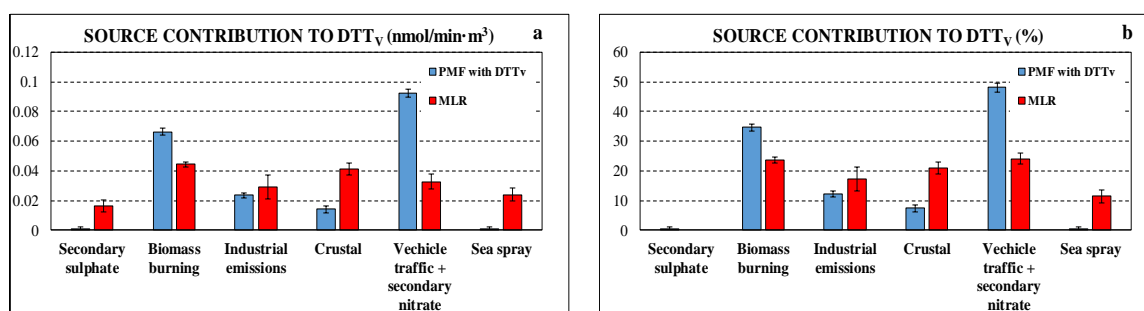 SOURCE CONTRIBUTION TO DTTV (nmol/min·m³) a
0.12
0.1
0.08
0.06
0.04
0.02
0
PMF with DTTv
MLR
Secondary sulphate
Biomass burning
Industrial emissions
Crustal
Vechicle traffic + secondary nitrate
Sea spray
SOURCE CONTRIBUTION TO DTTV (%) b
60
50
40
30
20
10
0
PMF with DTTv
MLR
Secondary sulphate
Biomass burning
Industrial emissions
Crustal
Vechicle traffic + secondary nitrate
Sea spray